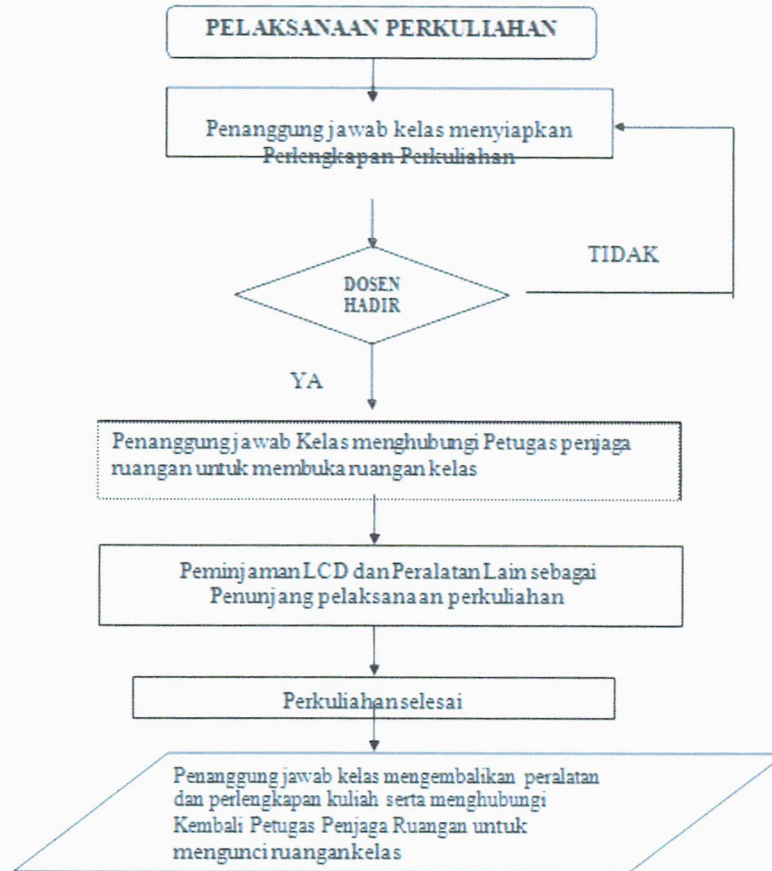 PELAKSANAAN PERKULIAHAN
Penanggung jawab kelas menyiapkan
Perlengkapan Perkuliahan
TIDAK
DOSEN
HADIR
YA
Penanggung jawab Kelas menghubungi Petugas penjaga
ruangan untuk membuka ruangan kelas
Peminjaman LCD dan Peralatan Lain sebagai
Penunjang pelaksanaan perkuliahan
Perkuliahan selesai
Penanggung jawab kelas mengembalikan peralatan
dan perlengkapan kuliah serta menghubungi
Kembali Petugas Penjaga Ruangan untuk
mengunci ruangan kelas